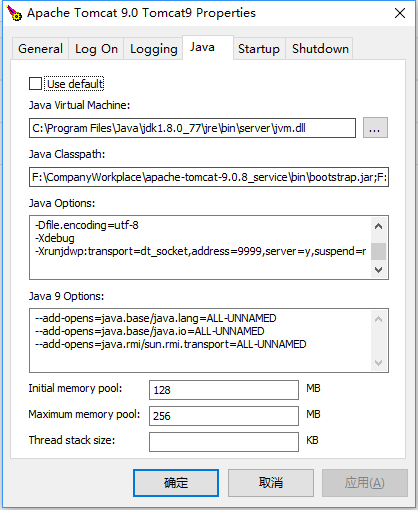 Apache Tomcat 9.0 Tomcat9 Properties
General Log On Logging Java Startup Shutdown
Use default
Java Virtual Machine:
C:\Program Files\Java\jdk1.8.0_77\jre\bin\server\jvm.dll
...
Java Classpath:
F:\CompanyWorkplace\apache-tomcat-9.0.8_service\bin\bootstrap.jar;F:
Java Options:
-Dfile.encoding=utf-8
-Xdebug
-Xrunjdwp:transport=dt_socket,address=9999,server=y,suspend=r
Java 9 Options:
--add-opens=java.base/java.lang=ALL-UNNAMED
--add-opens=java.base/java.io=ALL-UNNAMED
--add-opens=java.rmi/sun.rmi.transport=ALL-UNNAMED
Initial memory pool: 128 MB
Maximum memory pool: 256 MB
Thread stack size: KB
确定 取消 应用(A)